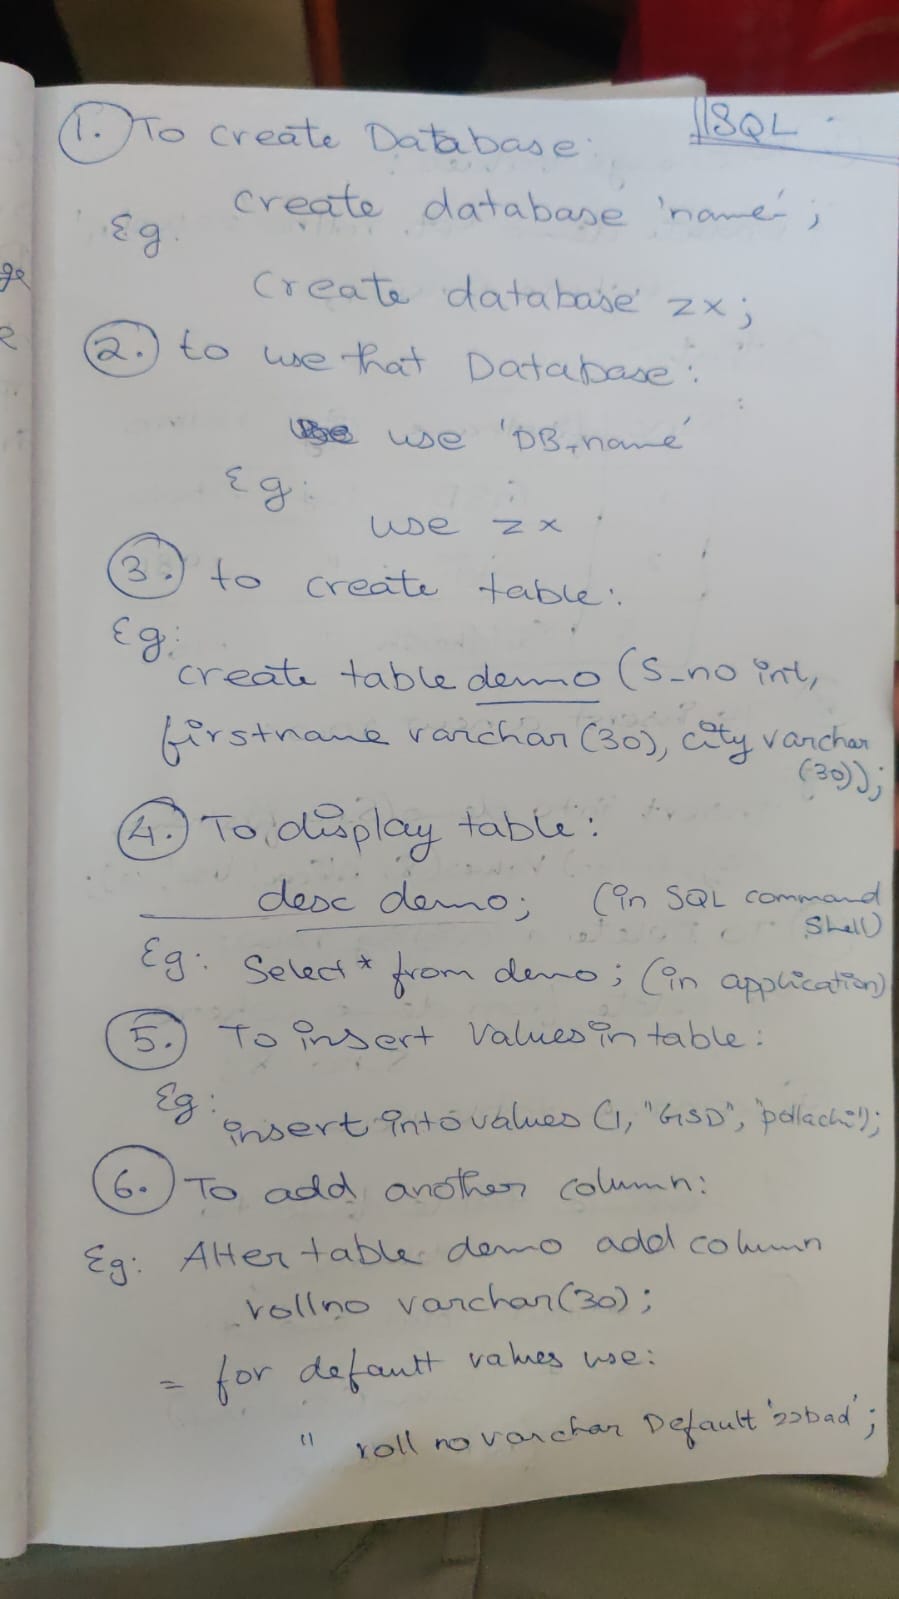 SQL
1. To create Database:
create database 'name' ;
Eg.
create database zx;
2. to use that Database:
use 'DB_name'
Eg:
use zx
3. to create table:
Eg:
create table demo (S_no int,
firstname varchar (30), city varchar
(30));
4. To display table:
desc demo; (in SQL command
Shell)
Eg: Select * from demo; (in application)
5. To insert values in table:
Eg:
insert into values (1, "GSD", "pollachi");
6. To add another column:
Eg: Alter table demo add column
rollno varchar(30);
= for default values use:
" roll no varchar Default '22bad';